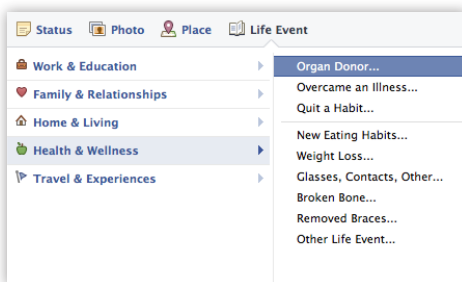 Status Photo Place Life Event
Work & Education
Family & Relationships
Home & Living
Health & Wellness
Travel & Experiences
Organ Donor...
Overcame an Illness...
Quit a Habit...
New Eating Habits...
Weight Loss...
Glasses, Contacts, Other...
Broken Bone...
Removed Braces...
Other Life Event...